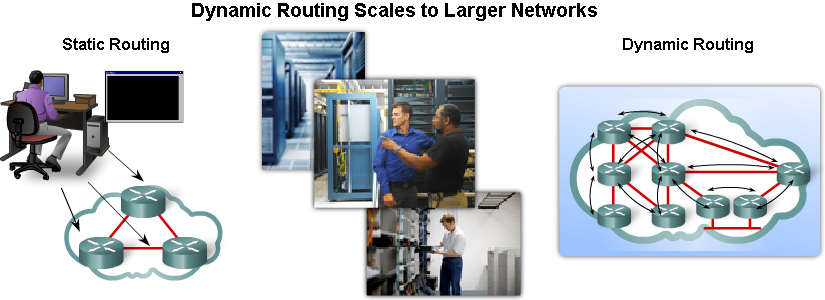 Dynamic Routing Scales to Larger Networks
Static Routing
Dynamic Routing